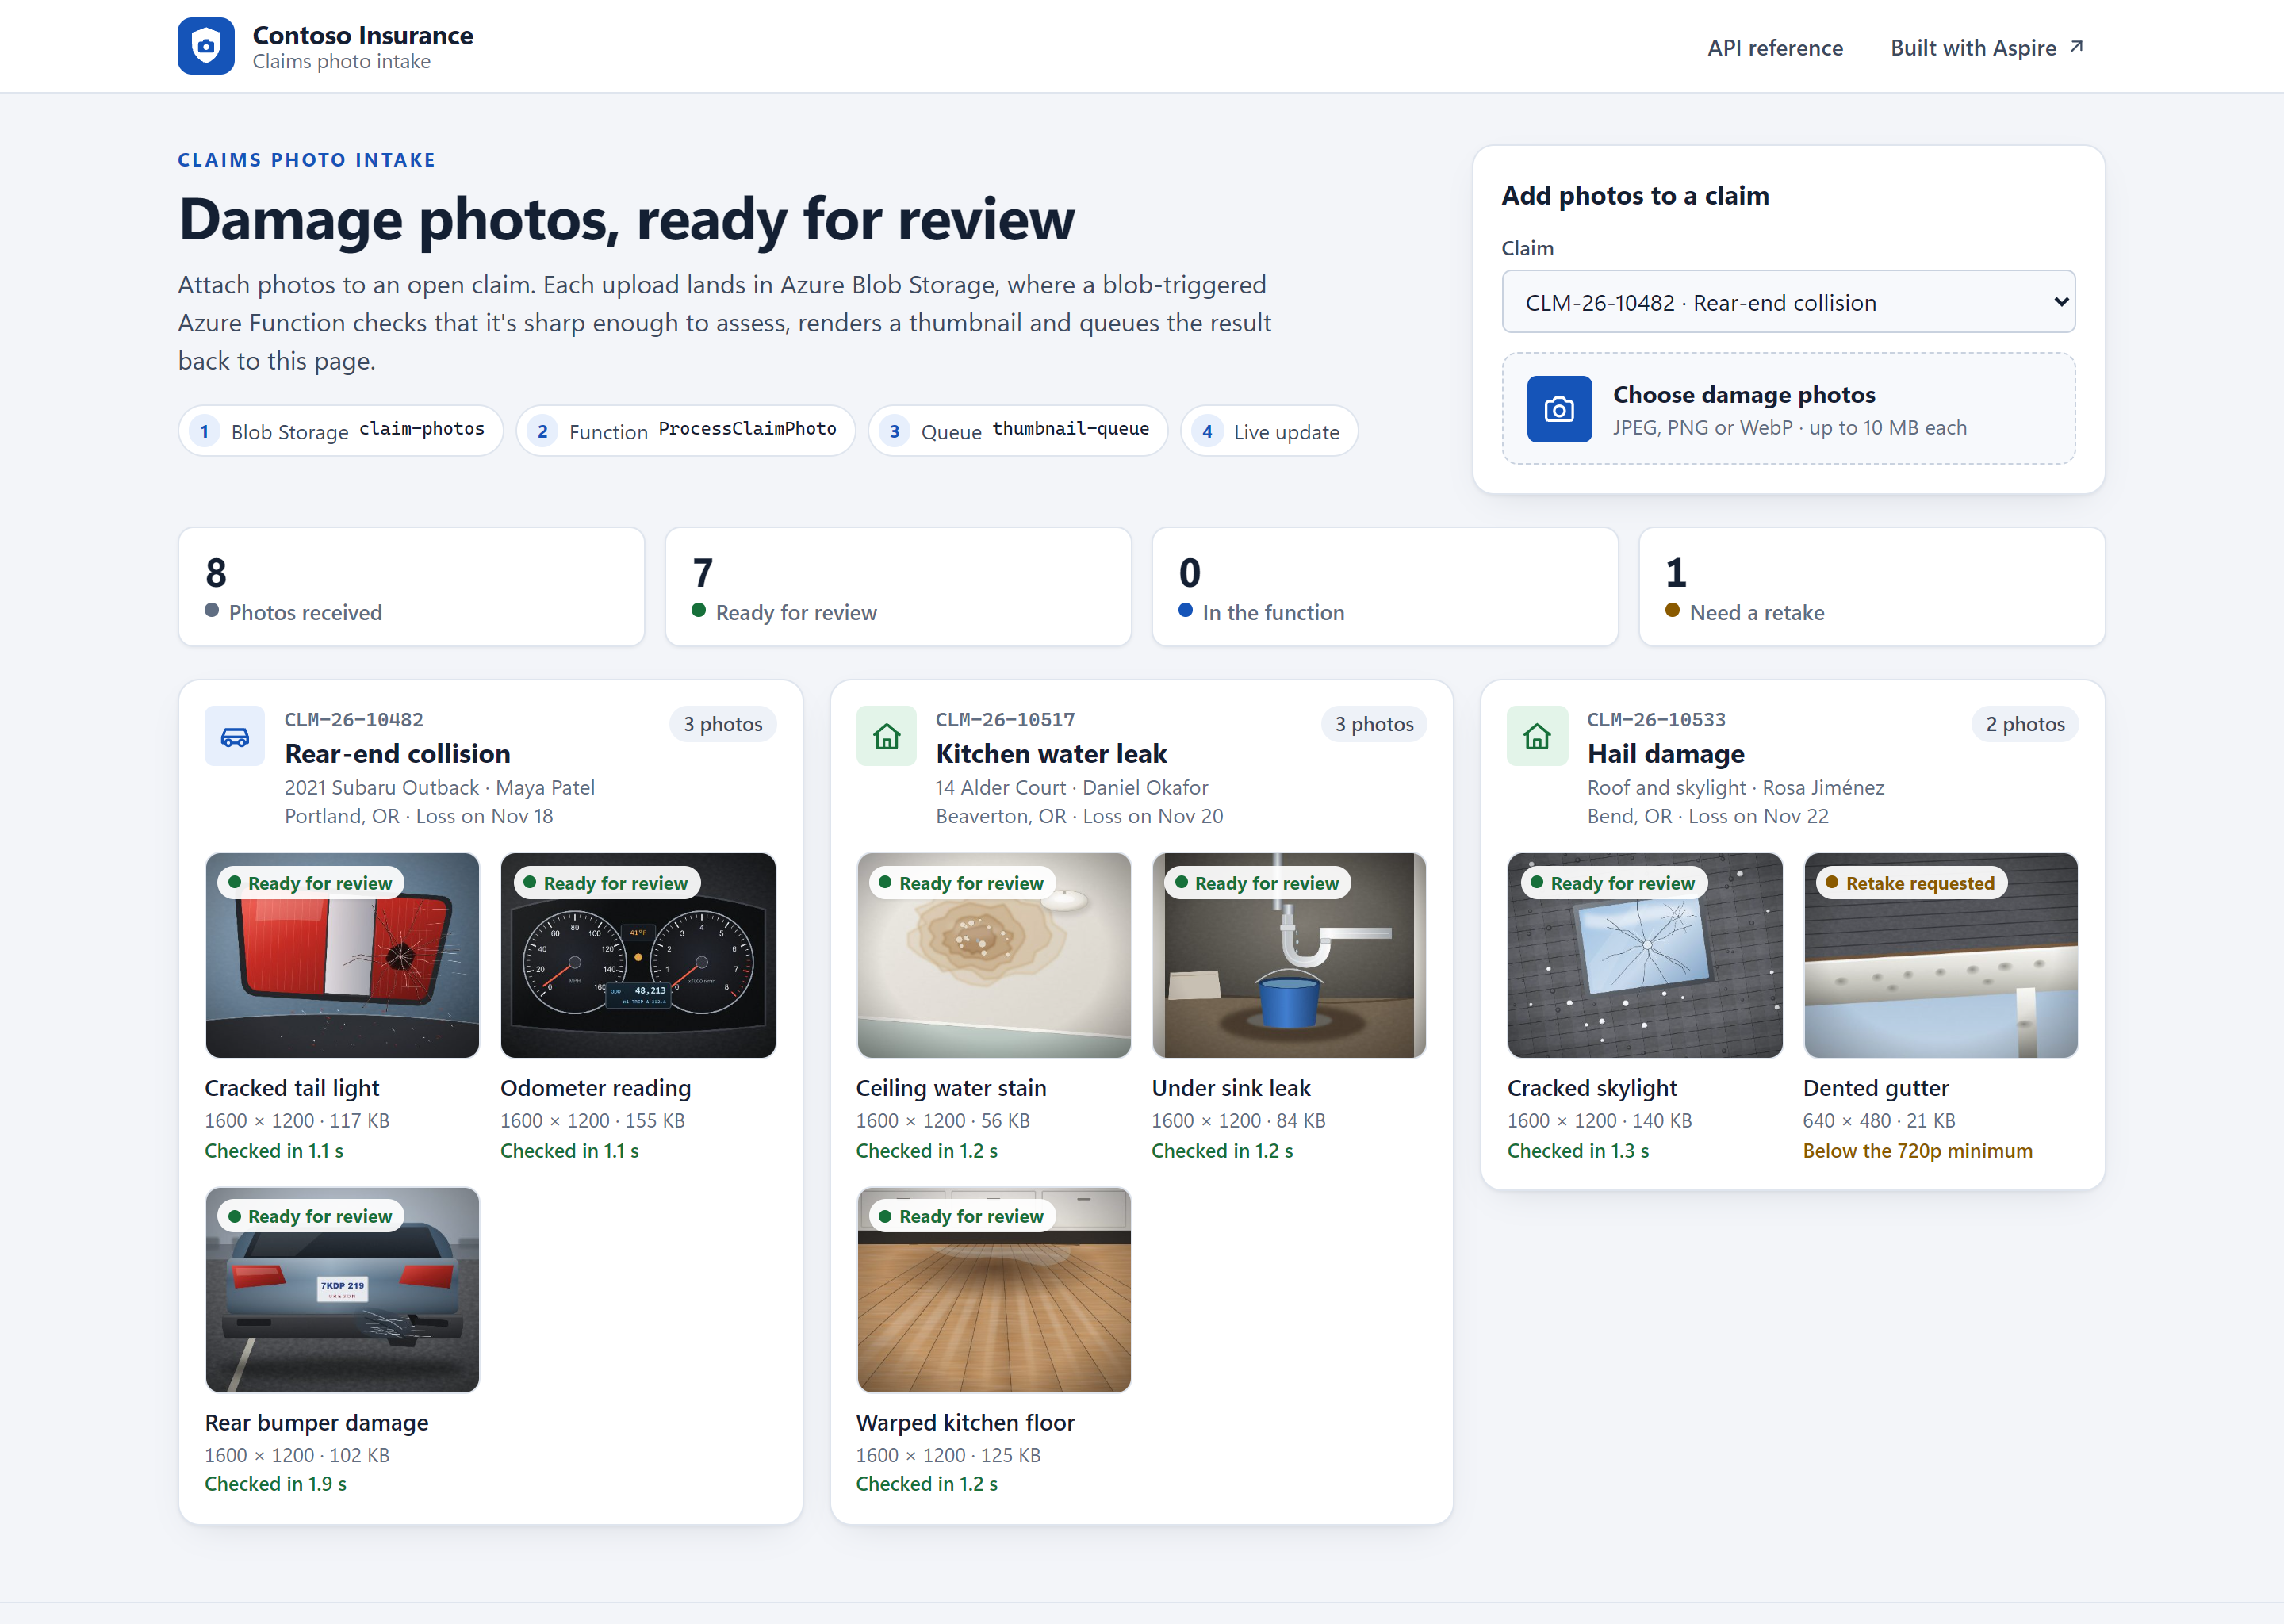 Contoso Insurance
Claims photo intake
API reference
Built with Aspire
CLAIMS PHOTO INTAKE
Damage photos, ready for review
Attach photos to an open claim. Each upload lands in Azure Blob Storage, where a blob-triggered
Azure Function checks that it's sharp enough to assess, renders a thumbnail and queues the result
back to this page.
1 Blob Storage claim-photos
2 Function ProcessClaimPhoto
3 Queue thumbnail-queue
4 Live update
Add photos to a claim
Claim
CLM-26-10482 · Rear-end collision
Choose damage photos
JPEG, PNG or WebP · up to 10 MB each
8
Photos received
7
Ready for review
0
In the function
1
Need a retake
CLM-26-10482
3 photos
Rear-end collision
2021 Subaru Outback · Maya Patel
Portland, OR · Loss on Nov 18
Ready for review
Cracked tail light
1600 × 1200 · 117 KB
Checked in 1.1 s
Ready for review
41°F
48,213
Odometer reading
1600 × 1200 · 155 KB
Checked in 1.1 s
Ready for review
7KDP 219
OREGON
Rear bumper damage
1600 × 1200 · 102 KB
Checked in 1.9 s
CLM-26-10517
3 photos
Kitchen water leak
14 Alder Court · Daniel Okafor
Beaverton, OR · Loss on Nov 20
Ready for review
Ceiling water stain
1600 × 1200 · 56 KB
Checked in 1.2 s
Ready for review
Under sink leak
1600 × 1200 · 84 KB
Checked in 1.2 s
Ready for review
Warped kitchen floor
1600 × 1200 · 125 KB
Checked in 1.2 s
CLM-26-10533
2 photos
Hail damage
Roof and skylight · Rosa Jiménez
Bend, OR · Loss on Nov 22
Ready for review
Cracked skylight
1600 × 1200 · 140 KB
Checked in 1.3 s
Retake requested
Dented gutter
640 × 480 · 21 KB
Below the 720p minimum